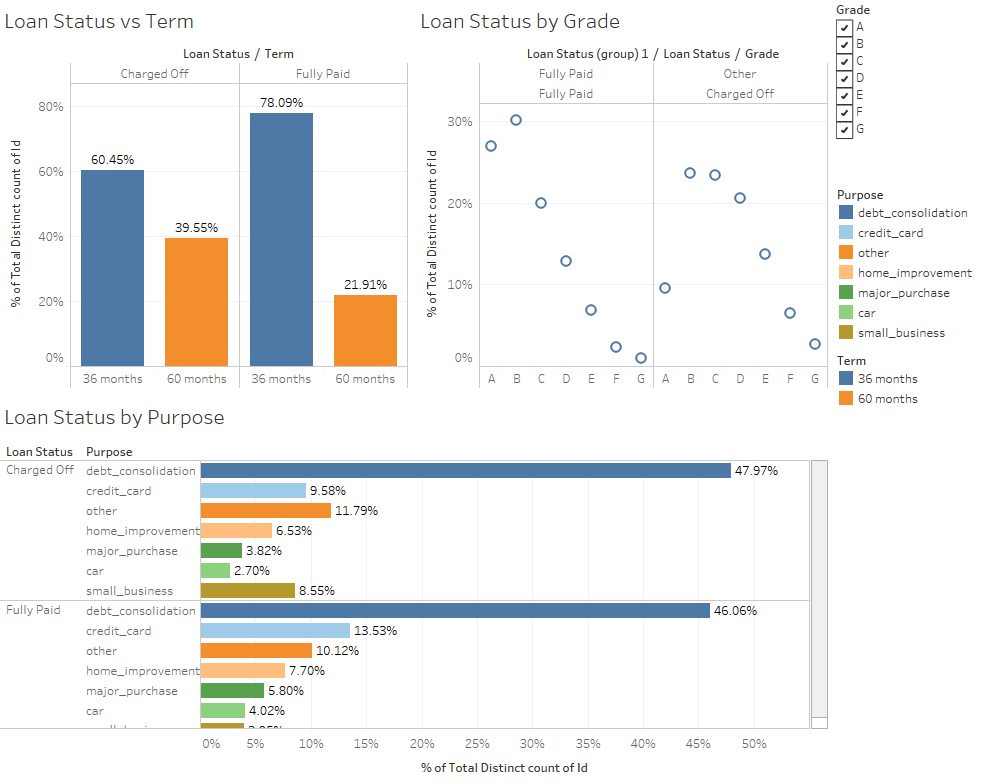 Loan Status vs Term
Loan Status / Term
Charged Off
Fully Paid
% of Total Distinct count of Id
80%
60%
40%
20%
0%
60.45%
39.55%
78.09%
21.91%
36 months
60 months
36 months
60 months
Loan Status by Grade
Loan Status (group) 1 / Loan Status / Grade
Fully Paid
Other
Fully Paid
Charged Off
% of Total Distinct count of Id
30%
20%
10%
0%
A B C D E F G A B C D E F G
Grade
A
B
C
D
E
F
G
Purpose
debt_consolidation
credit_card
other
home_improvement
major_purchase
car
small_business
Term
36 months
60 months
Loan Status by Purpose
Loan Status Purpose
Charged Off debt_consolidation 47.97%
credit_card 9.58%
other 11.79%
home_improvement 6.53%
major_purchase 3.82%
car 2.70%
small_business 8.55%
Fully Paid debt_consolidation 46.06%
credit_card 13.53%
other 10.12%
home_improvement 7.70%
major_purchase 5.80%
car 4.02%
0% 5% 10% 15% 20% 25% 30% 35% 40% 45% 50%
% of Total Distinct count of Id